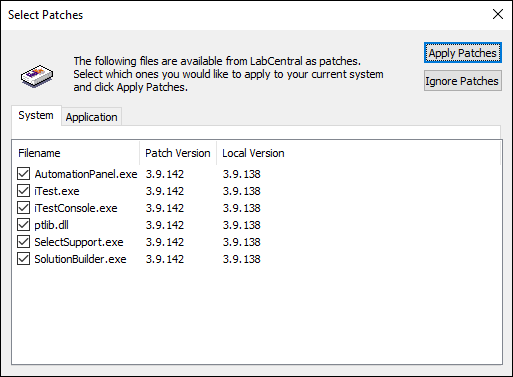 Select Patches
The following files are available from LabCentral as patches.
Select which ones you would like to apply to your current system
and click Apply Patches.
Apply Patches
Ignore Patches
System Application
Filename Patch Version Local Version
AutomationPanel.exe 3.9.142 3.9.138
iTest.exe 3.9.142 3.9.138
iTestConsole.exe 3.9.142 3.9.138
ptlib.dll 3.9.142 3.9.138
SelectSupport.exe 3.9.142 3.9.138
SolutionBuilder.exe 3.9.142 3.9.138